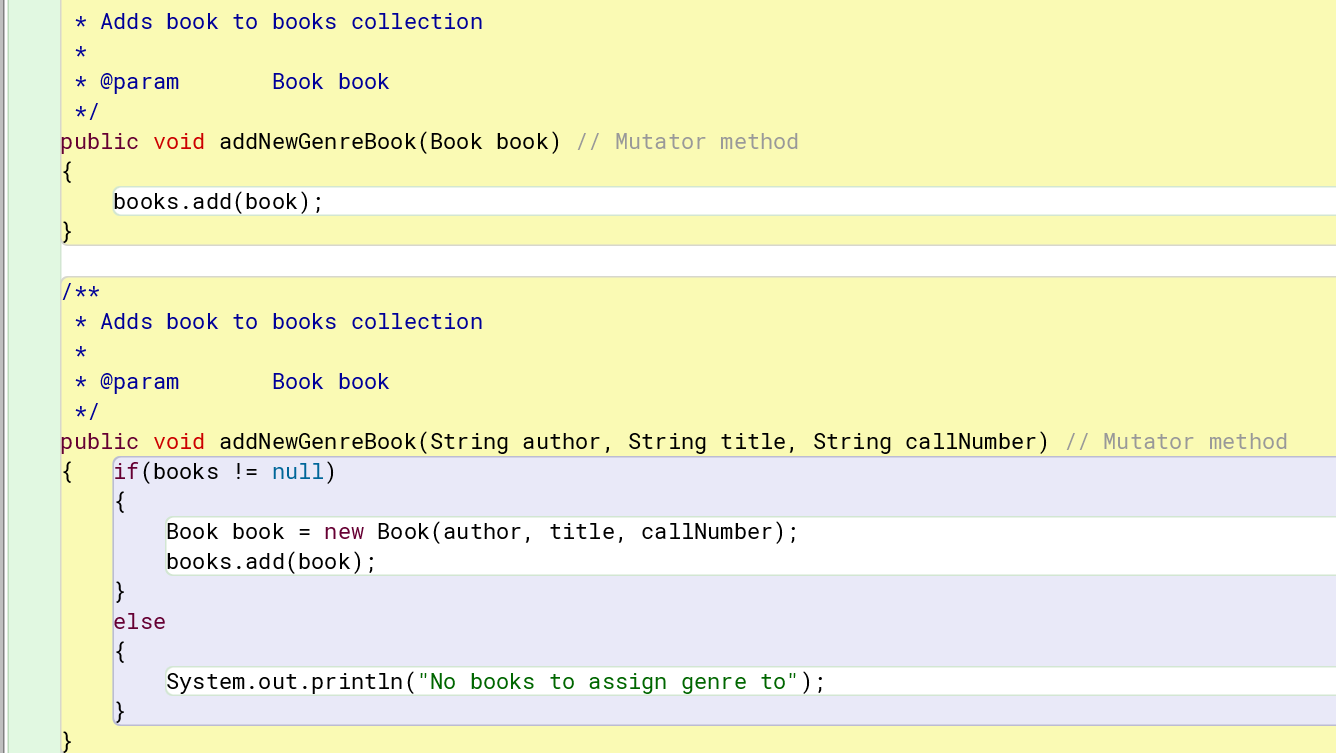 * Adds book to books collection
 *
 * @param       Book book
 */
public void addNewGenreBook(Book book) // Mutator method
{
    books.add(book);
}

/**
 * Adds book to books collection
 *
 * @param       Book book
 */
public void addNewGenreBook(String author, String title, String callNumber) // Mutator method
{   if(books != null)
    {
        Book book = new Book(author, title, callNumber);
        books.add(book);
    }
    else
    {
        System.out.println("No books to assign genre to");
    }
}